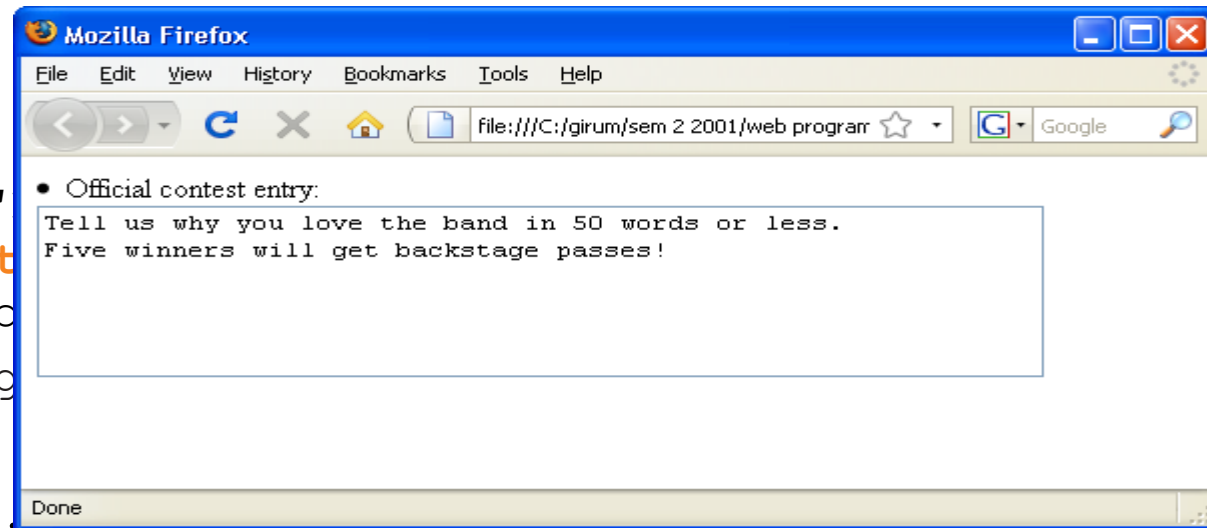 Mozilla Firefox
File Edit View History Bookmarks Tools Help
file:///C:/girum/sem 2 2001/web program
G Google
• Official contest entry:
Tell us why you love the band in 50 words or less.
Five winners will get backstage passes!
Done